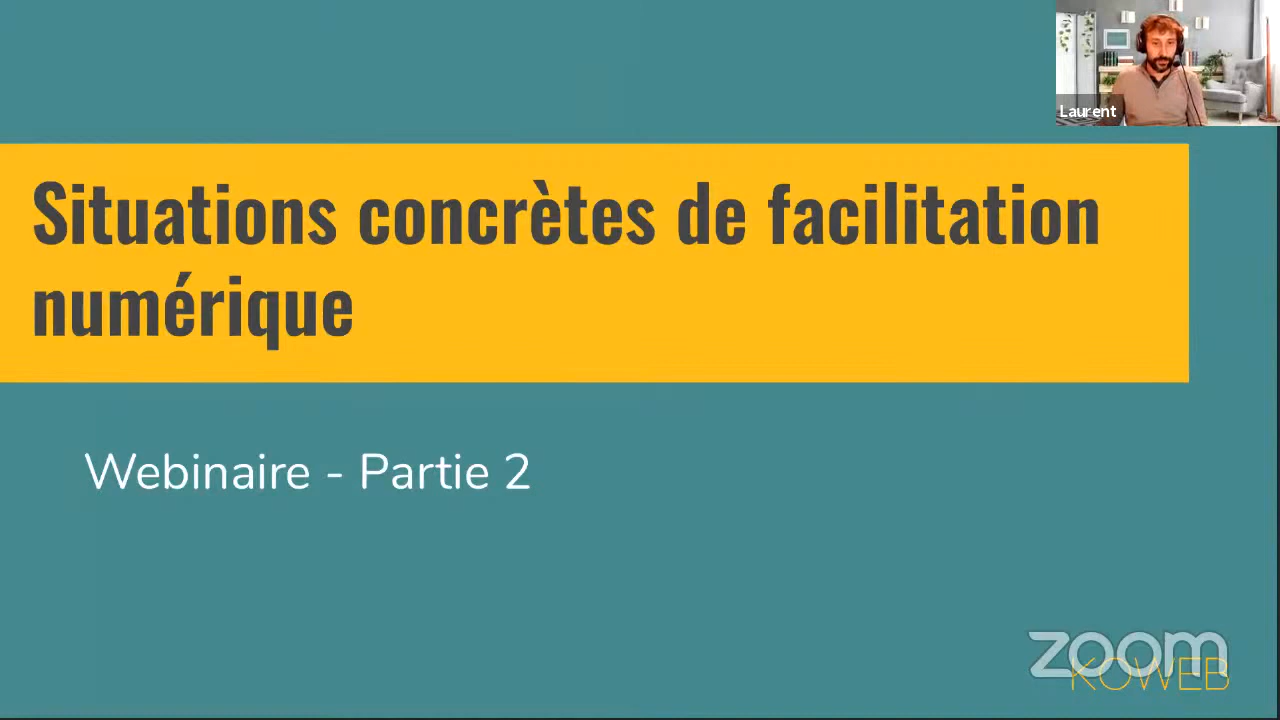 Laurent
Situations concrètes de facilitation
numérique
Webinaire - Partie 2
zoom
KOWEB